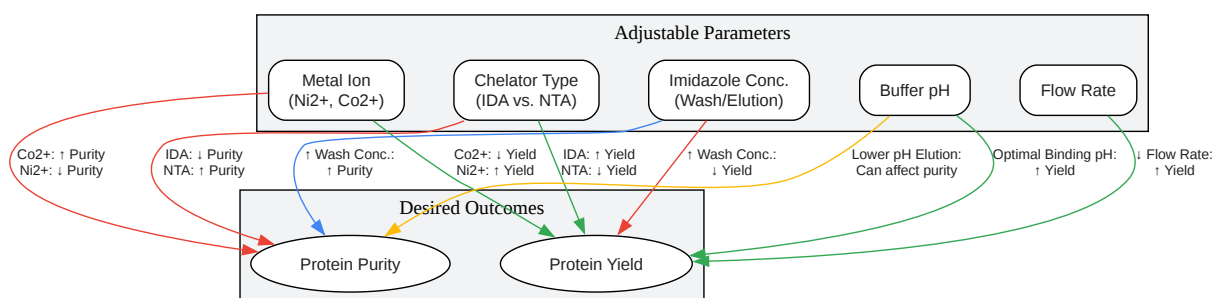 Adjustable Parameters
Metal Ion
(Ni2+, Co2+)
Chelator Type
(IDA vs. NTA)
Imidazole Conc.
(Wash/Elution)
Buffer pH
Flow Rate
Co2+: ↑ Purity
Ni2+: ↓ Purity
IDA: ↓ Purity
NTA: ↑ Purity
↑ Wash Conc.:
↑ Purity
Co2+: ↓ Yield
Ni2+: ↑ Yield
IDA: ↑ Yield
NTA: ↓ Yield
↑ Wash Conc.:
↓ Yield
Lower pH Elution:
Can affect purity
Optimal Binding pH:
↑ Yield
↓ Flow Rate:
↑ Yield
Desired Outcomes
Protein Purity
Protein Yield